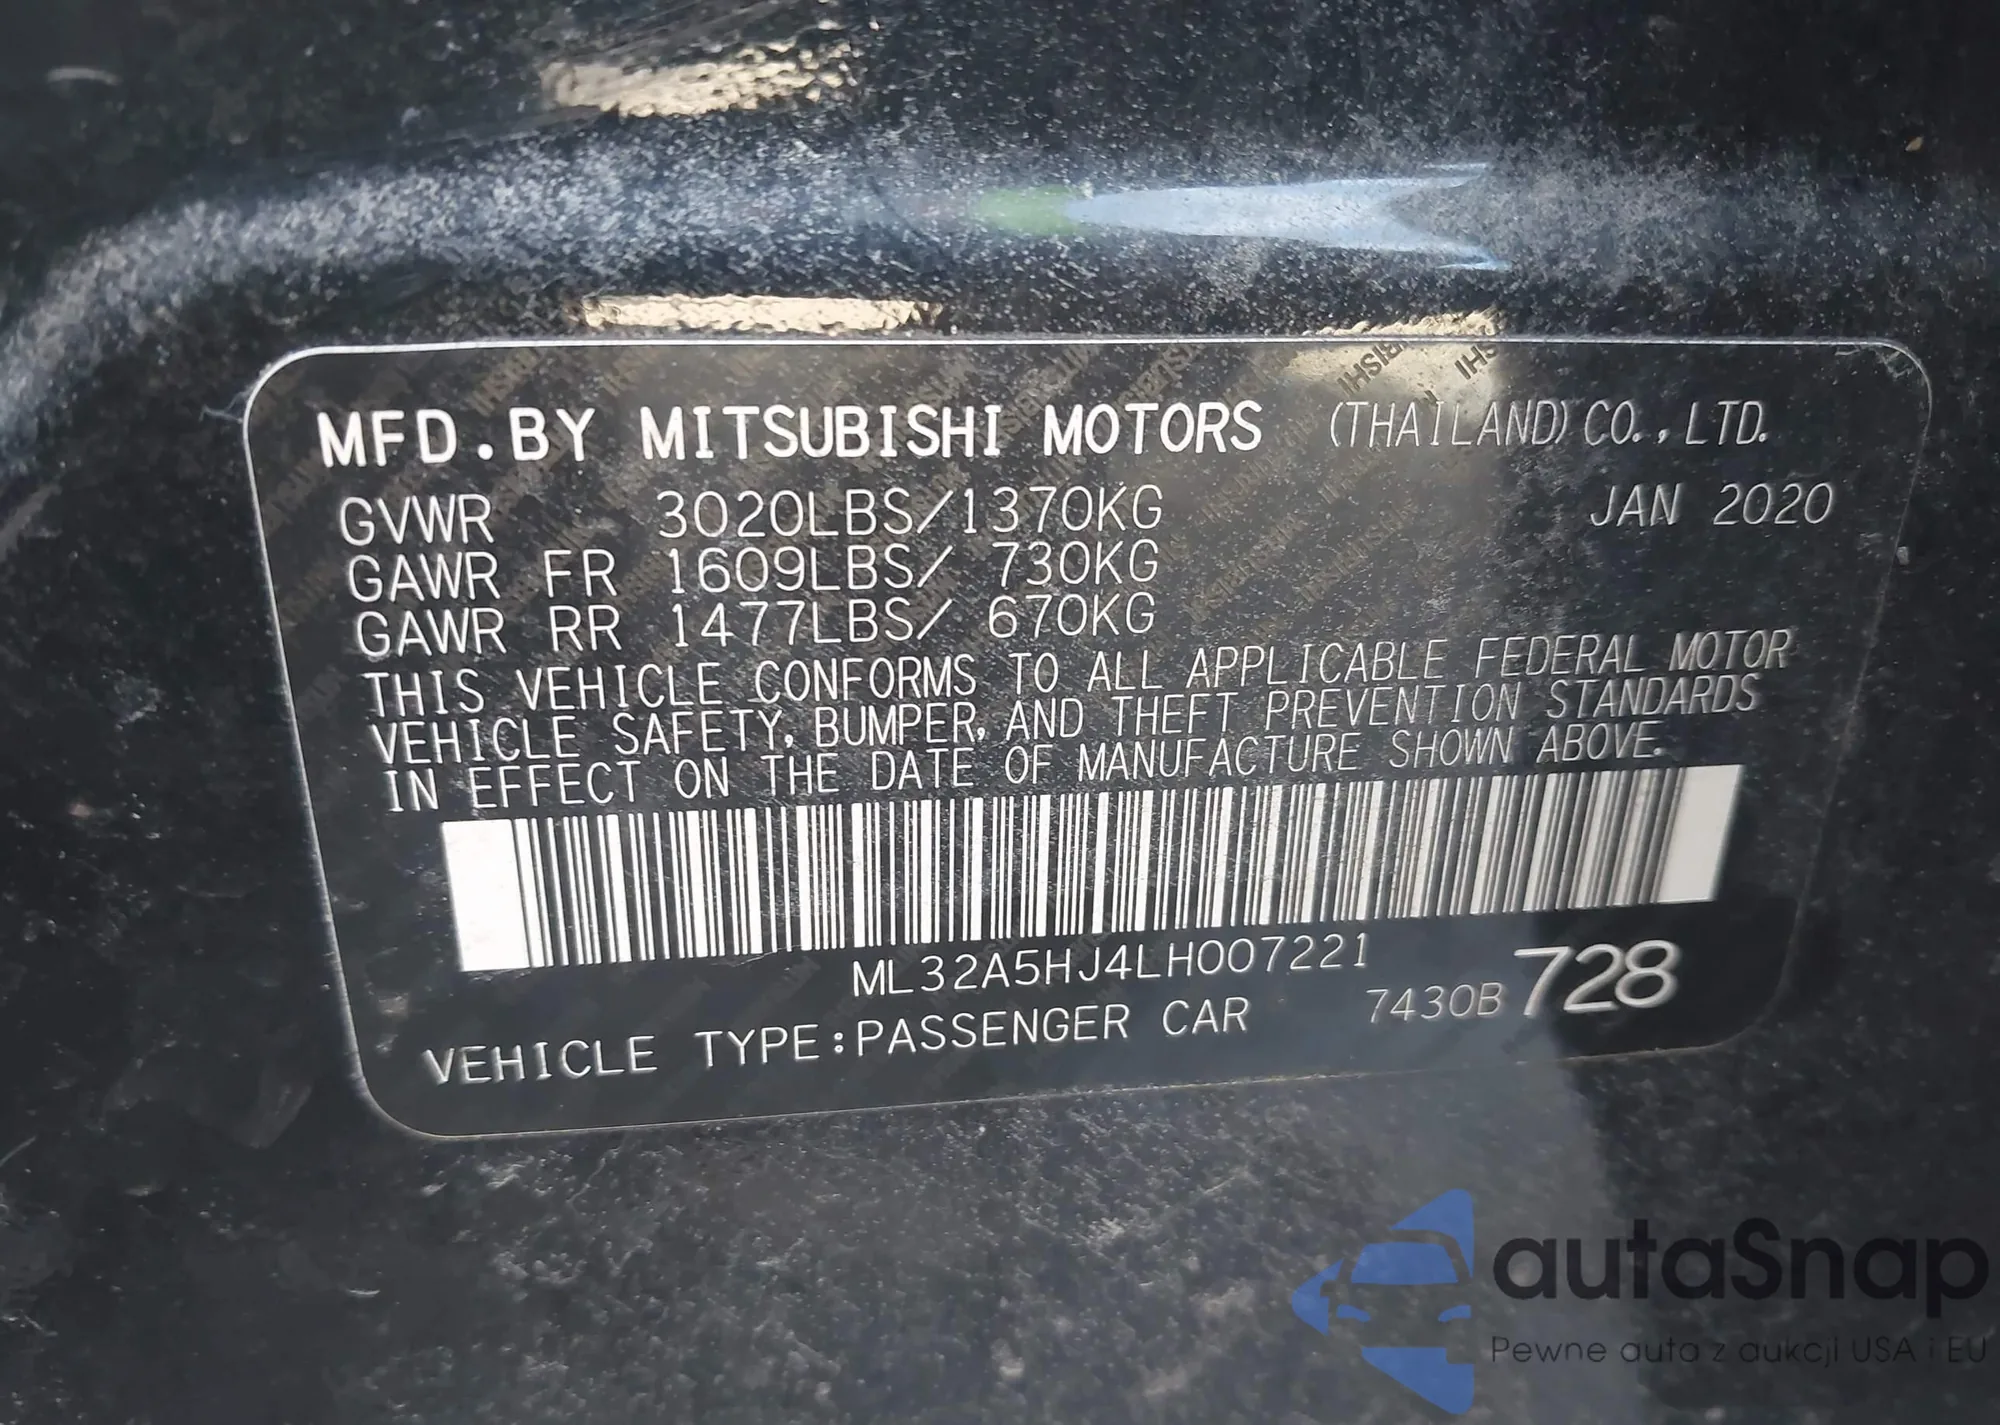 MFD.BY MITSUBISHI MOTORS (THAILAND)CO.,LTD.
GVWR 3020LBS/1370KG JAN 2020
GAWR FR 1609LBS/ 730KG
GAWR RR 1477LBS/ 670KG
THIS VEHICLE CONFORMS TO ALL APPLICABLE FEDERAL MOTOR
VEHICLE SAFETY, BUMPER, AND THEFT PREVENTION STANDARDS
IN EFFECT ON THE DATE OF MANUFACTURE SHOWN ABOVE.
ML32A5HJ4LH007221
VEHICLE TYPE:PASSENGER CAR 7430B 728
autaSnap
Pewne auta z aukcji USA i EU